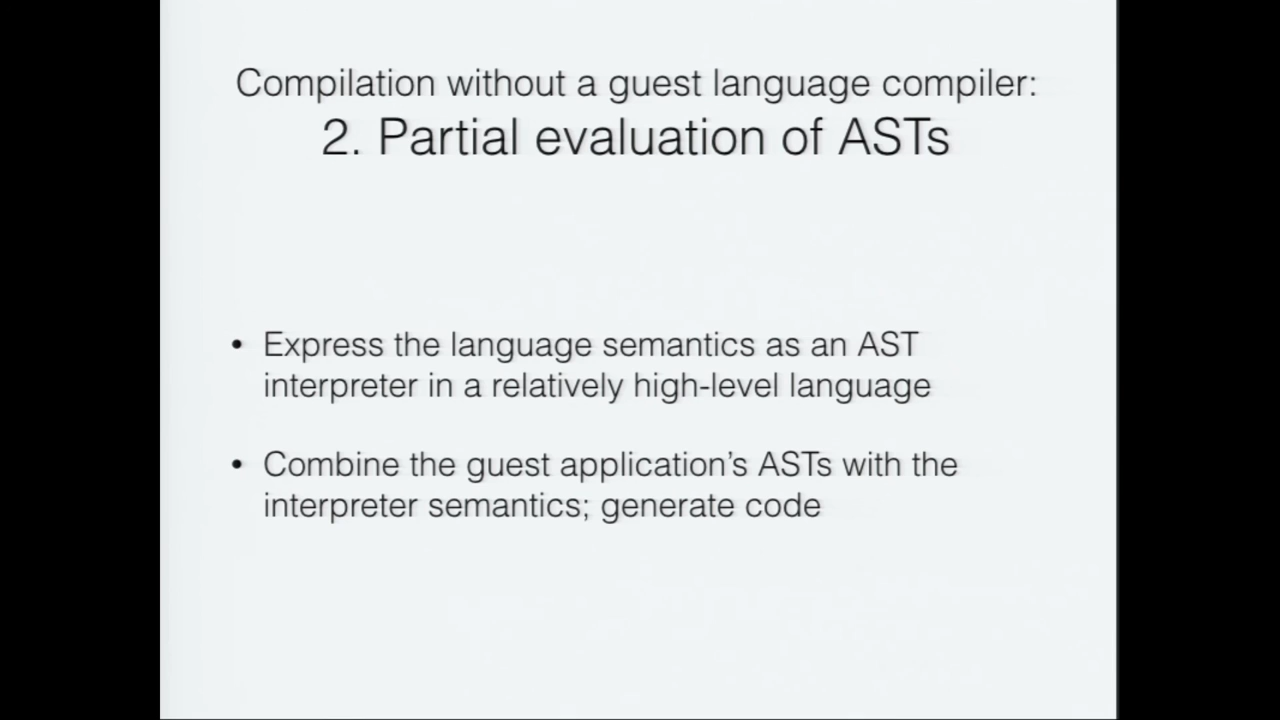 Compilation without a guest language compiler:
2. Partial evaluation of ASTs
• Express the language semantics as an AST
interpreter in a relatively high-level language
• Combine the guest application’s ASTs with the
interpreter semantics; generate code